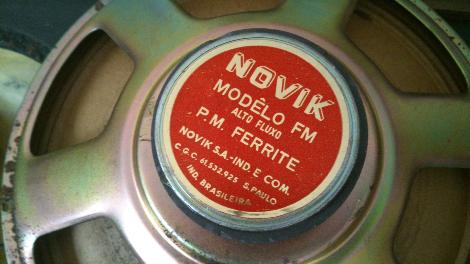 NOVIK
MODÊLO FM
ALTO FLUXO
P.M. FERRITE
NOVIK S.A.-IND. E COM.
C.G.C. 61.532.925 S. PAULO
IND. BRASILEIRA